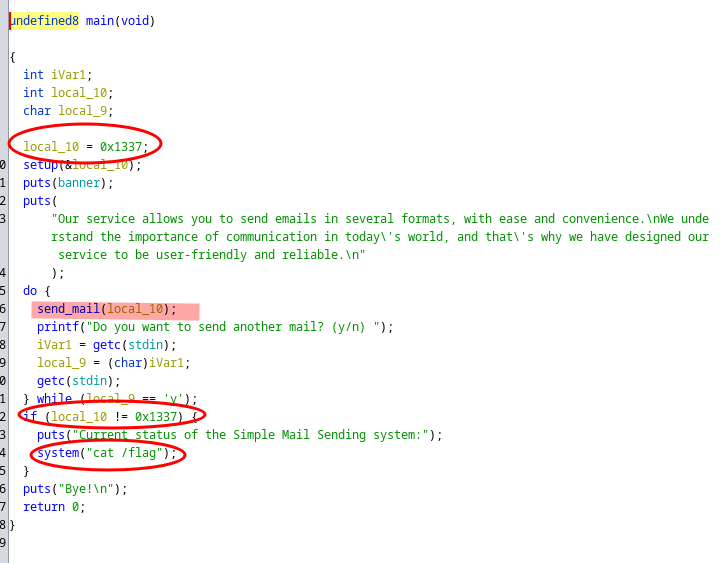 undefined8 main(void)
{
int iVar1;
int local_10;
char local_9;
local_10 = 0x1337;
0 setup(&local_10);
1 puts(banner);
2 puts(
3 "Our service allows you to send emails in several formats, with ease and convenience.\nWe unde
rstand the importance of communication in today\'s world, and that\'s why we have designed our
service to be user-friendly and reliable.\n"
4 );
5 do {
6 send_mail(local_10);
7 printf("Do you want to send another mail? (y/n) ");
8 iVar1 = getc(stdin);
9 local_9 = (char)iVar1;
0 getc(stdin);
1 } while (local_9 == 'y');
2 if (local_10 != 0x1337) {
3 puts("Current status of the Simple Mail Sending system:");
4 system("cat /flag");
5 }
6 puts("Bye!\n");
7 return 0;
8 }
9